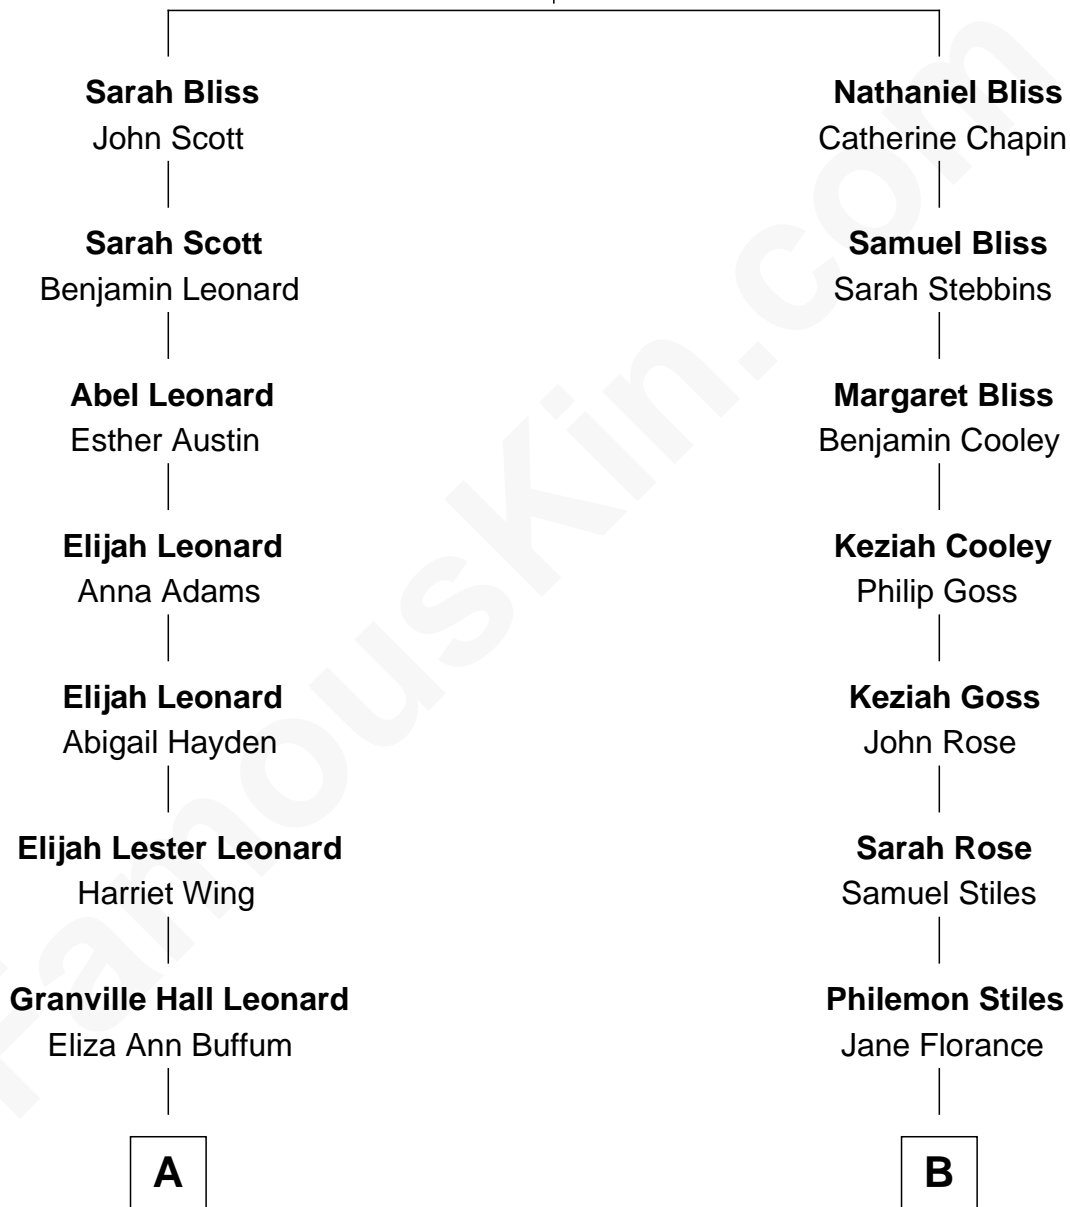 Sarah Bliss
John Scott
Sarah Scott
Benjamin Leonard
Abel Leonard
Esther Austin
Elijah Leonard
Anna Adams
Elijah Leonard
Abigail Hayden
Elijah Lester Leonard
Harriet Wing
Granville Hall Leonard
Eliza Ann Buffum
A
Nathaniel Bliss
Catherine Chapin
Samuel Bliss
Sarah Stebbins
Margaret Bliss
Benjamin Cooley
Keziah Cooley
Philip Goss
Keziah Goss
John Rose
Sarah Rose
Samuel Stiles
Philemon Stiles
Jane Florance
B
FamousKin.com